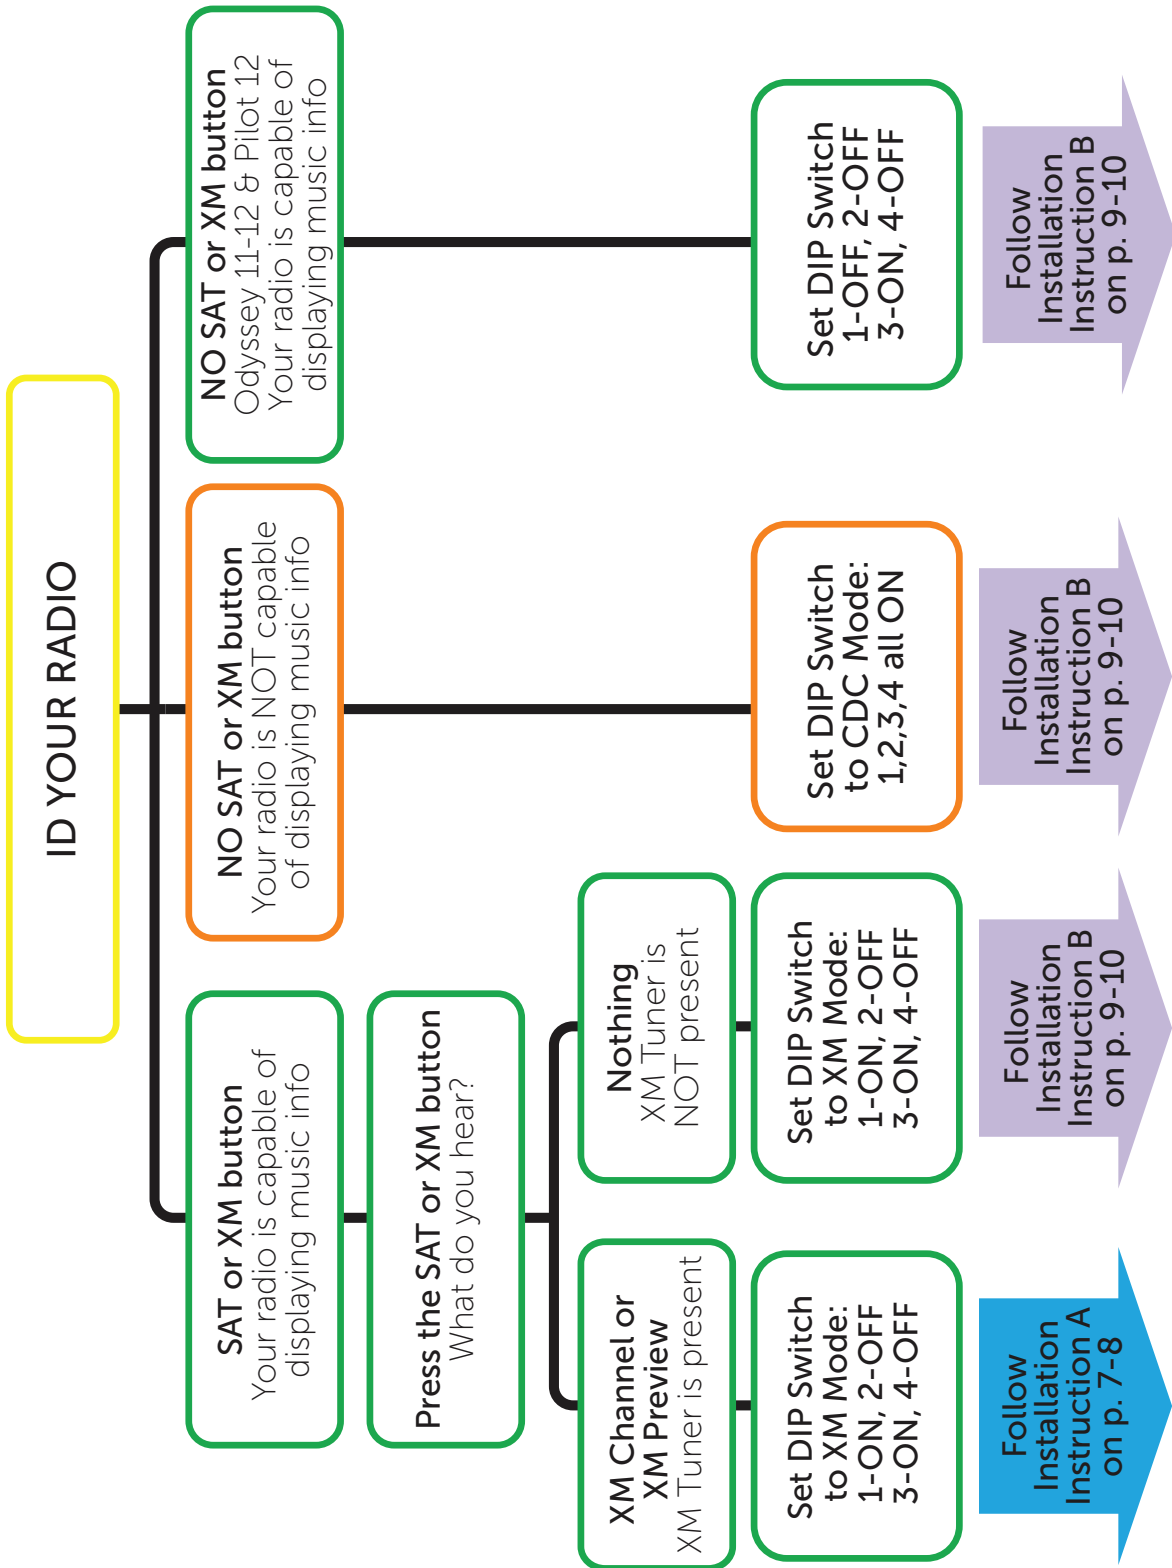 ID YOUR RADIO
SAT or XM button
Your radio is capable of
displaying music info
NO SAT or XM button
Your radio is NOT capable
of displaying music info
NO SAT or XM button
Odyssey 11-12 & Pilot 12
Your radio is capable of
displaying music info
Press the SAT or XM button
What do you hear?
XM Channel or
XM Preview
XM Tuner is present
Nothing
XM Tuner is
NOT present
Set DIP Switch
to XM Mode:
1-ON, 2-OFF
3-ON, 4-OFF
Set DIP Switch
to XM Mode:
1-ON, 2-OFF
3-ON, 4-OFF
Set DIP Switch
to CDC Mode:
1,2,3,4 all ON
Set DIP Switch
1-OFF, 2-OFF
3-ON, 4-OFF
Follow
Installation
Instruction A
on p. 7-8
Follow
Installation
Instruction B
on p. 9-10
Follow
Installation
Instruction B
on p. 9-10
Follow
Installation
Instruction B
on p. 9-10